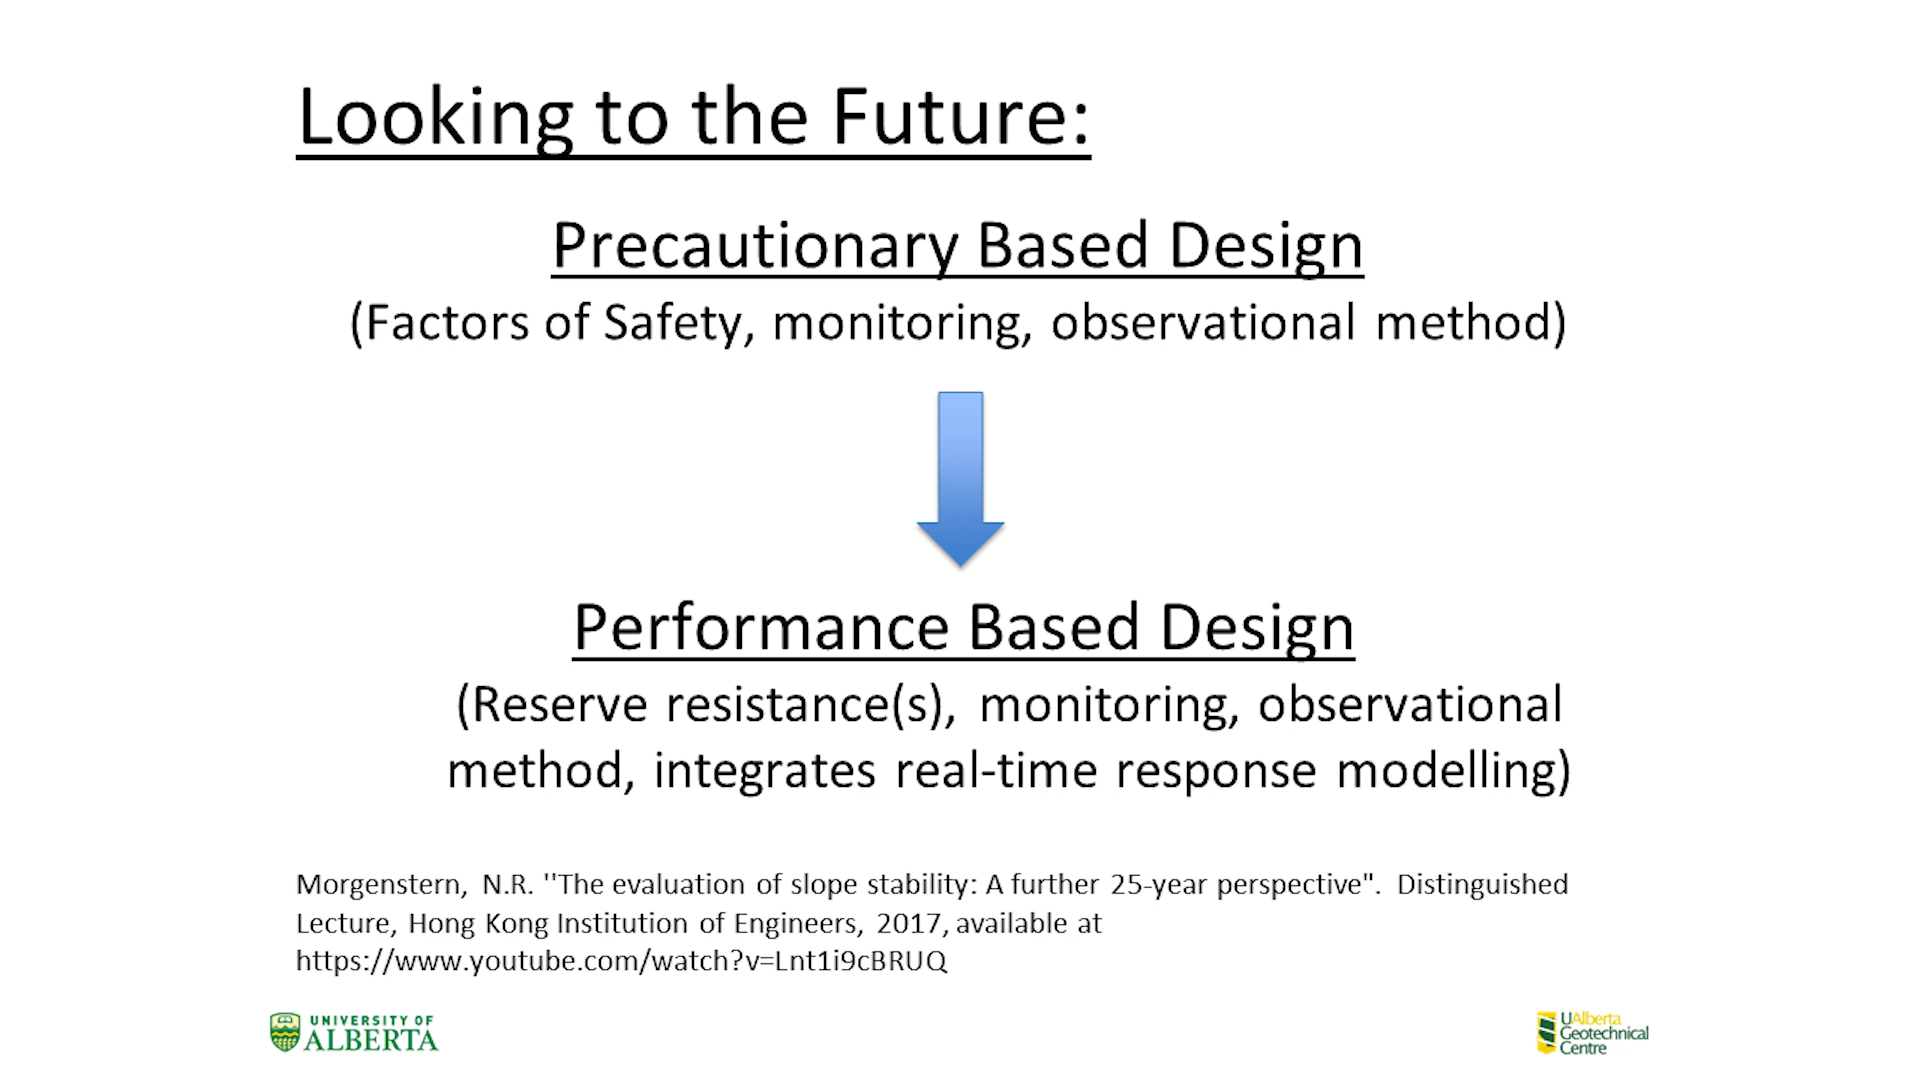 Looking to the Future:
Precautionary Based Design
(Factors of Safety, monitoring, observational method)
Performance Based Design
(Reserve resistance(s), monitoring, observational
method, integrates real-time response modelling)
Morgenstern, N.R. ''The evaluation of slope stability: A further 25-year perspective". Distinguished
Lecture, Hong Kong Institution of Engineers, 2017, available at
https://www.youtube.com/watch?v=Lnt1i9cBRUQ
UNIVERSITY OF
ALBERTA
UAlberta
Geotechnical
Centre